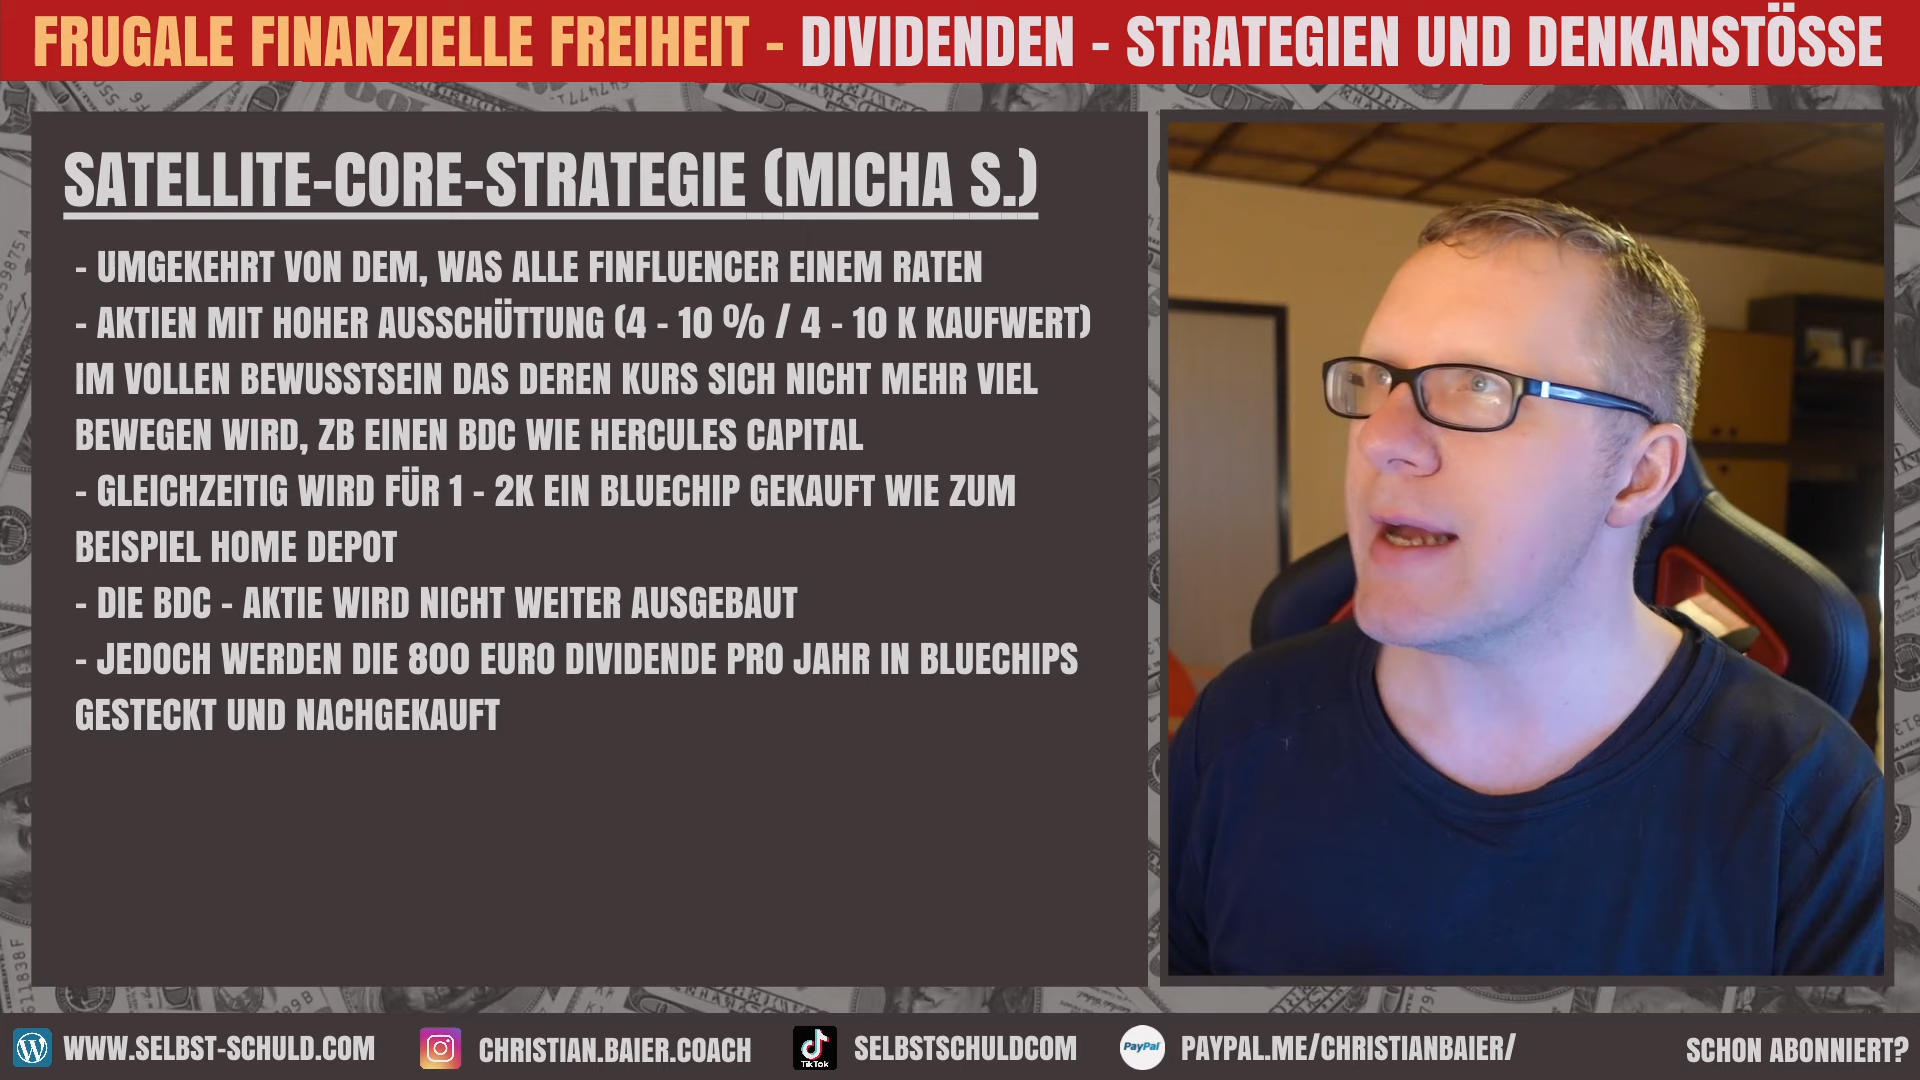 FRUGALE FINANZIELLE FREIHEIT - DIVIDENDEN - STRATEGIEN UND DENKANSTÖSSE
SATELLITE-CORE-STRATEGIE (MICHA S.)
- UMGEKEHRT VON DEM, WAS ALLE FINFLUENCER EINEM RATEN
- AKTIEN MIT HOHER AUSSCHÜTTUNG (4 - 10 % / 4 - 10 K KAUFWERT)
IM VOLLEN BEWUSSTSEIN DAS DEREN KURS SICH NICHT MEHR VIEL
BEWEGEN WIRD, ZB EINEN BDC WIE HERCULES CAPITAL
- GLEICHZEITIG WIRD FÜR 1 - 2K EIN BLUECHIP GEKAUFT WIE ZUM
BEISPIEL HOME DEPOT
- DIE BDC - AKTIE WIRD NICHT WEITER AUSGEBAUT
- JEDOCH WERDEN DIE 800 EURO DIVIDENDE PRO JAHR IN BLUECHIPS
GESTECKT UND NACHGEKAUFT
WWW.SELBST-SCHULD.COM
CHRISTIAN.BAIER.COACH
TikTok
SELBSTSCHULDCOM
PayPal
PAYPAL.ME/CHRISTIANBAIER/
SCHON ABONNIERT?